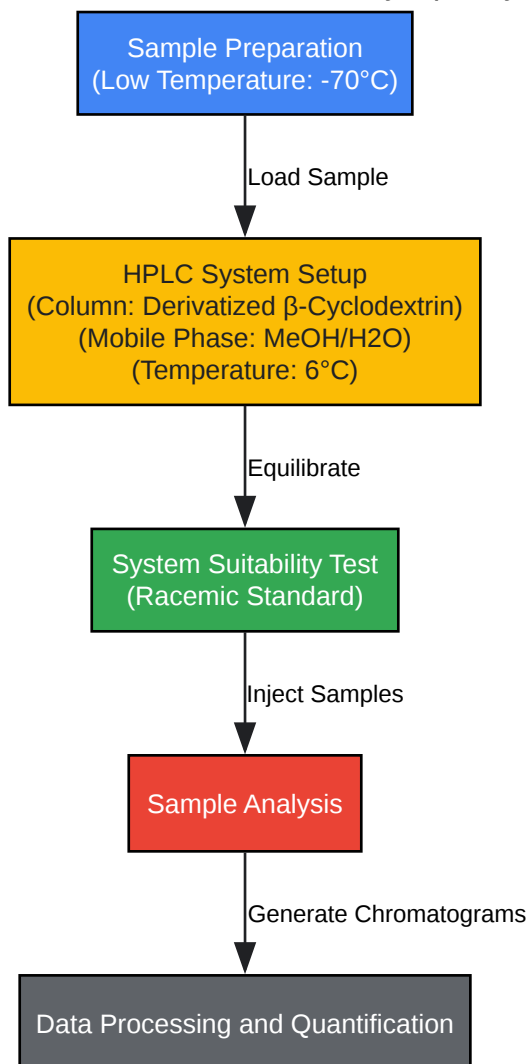 Sample Preparation
(Low Temperature: -70°C)
Load Sample
HPLC System Setup
(Column: Derivatized β-Cyclodextrin)
(Mobile Phase: MeOH/H2O)
(Temperature: 6°C)
Equilibrate
System Suitability Test
(Racemic Standard)
Inject Samples
Sample Analysis
Generate Chromatograms
Data Processing and Quantification